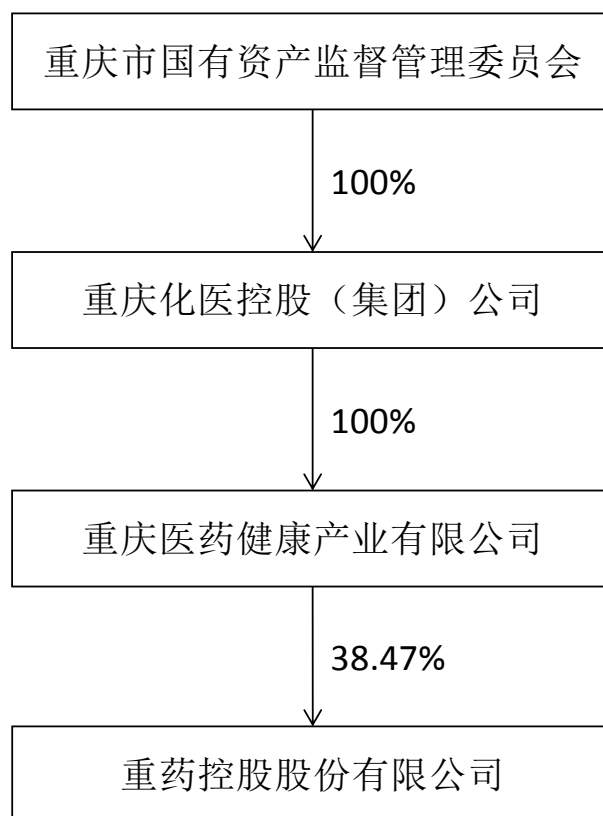 重庆市国有资产监督管理委员会
100%
重庆化医控股（集团）公司
100%
重庆医药健康产业有限公司
38.47%
重药控股股份有限公司